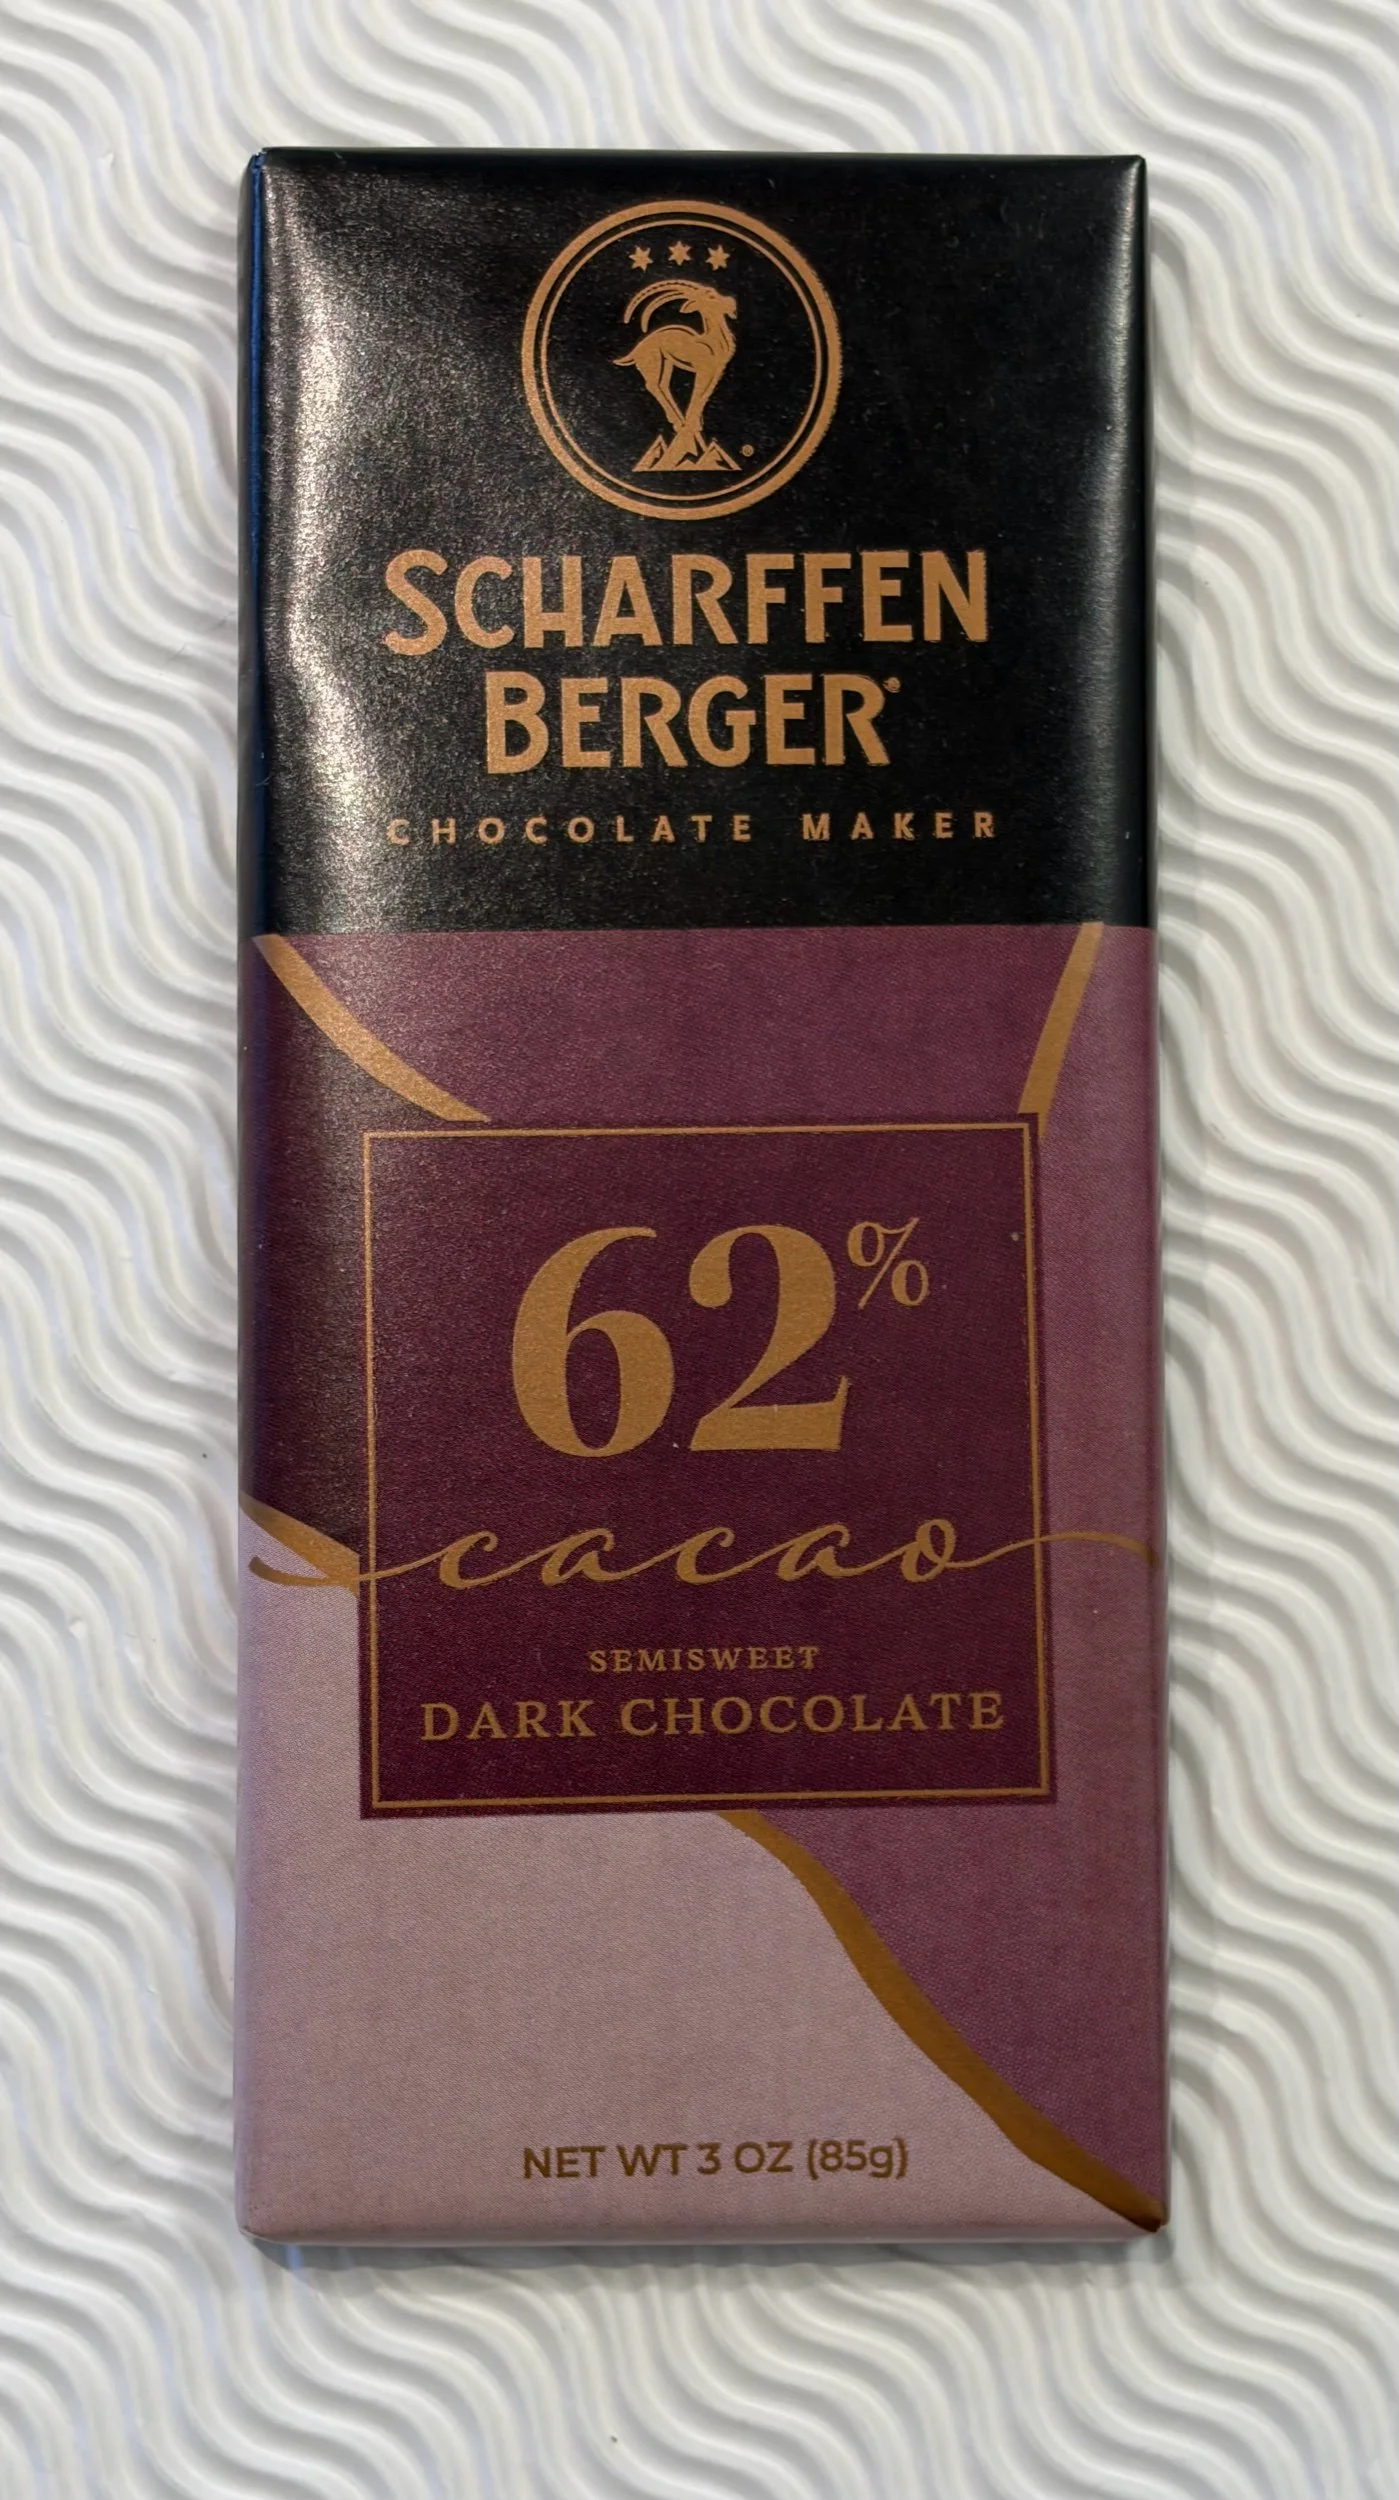 SCHARFFEN
BERGER®
CHOCOLATE MAKER
62%
cacao
SEMISWEET
DARK CHOCOLATE
NET WT 3 OZ (85g)